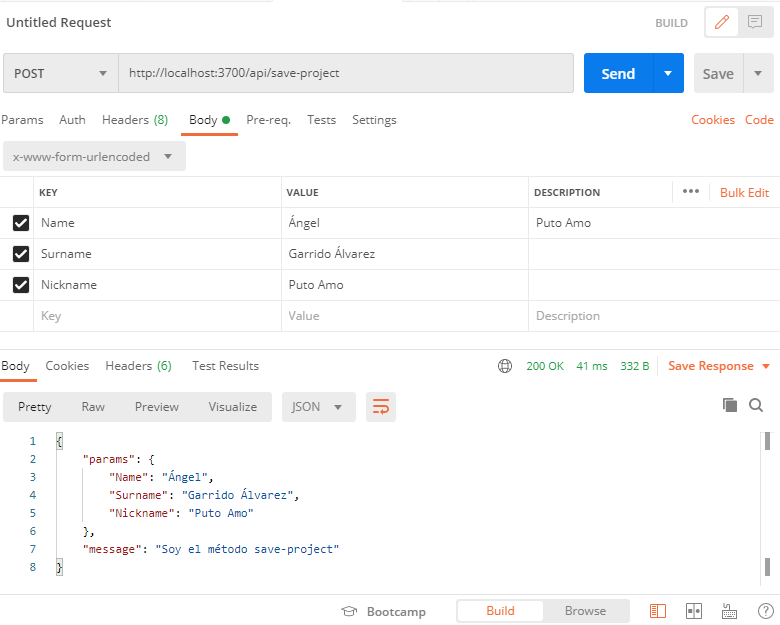 Untitled Request BUILD
POST http://localhost:3700/api/save-project Send Save
Params Auth Headers (8) Body Pre-req. Tests Settings Cookies Code
x-www-form-urlencoded
KEY VALUE DESCRIPTION ••• Bulk Edit
Name Ángel Puto Amo
Surname Garrido Álvarez
Nickname Puto Amo
Key Value Description
Body Cookies Headers (6) Test Results 200 OK 41 ms 332 B Save Response
Pretty Raw Preview Visualize JSON
1 {
2 "params": {
3 "Name": "Ángel",
4 "Surname": "Garrido Álvarez",
5 "Nickname": "Puto Amo"
6 },
7 "message": "Soy el método save-project"
8 }
Bootcamp Build Browse ?